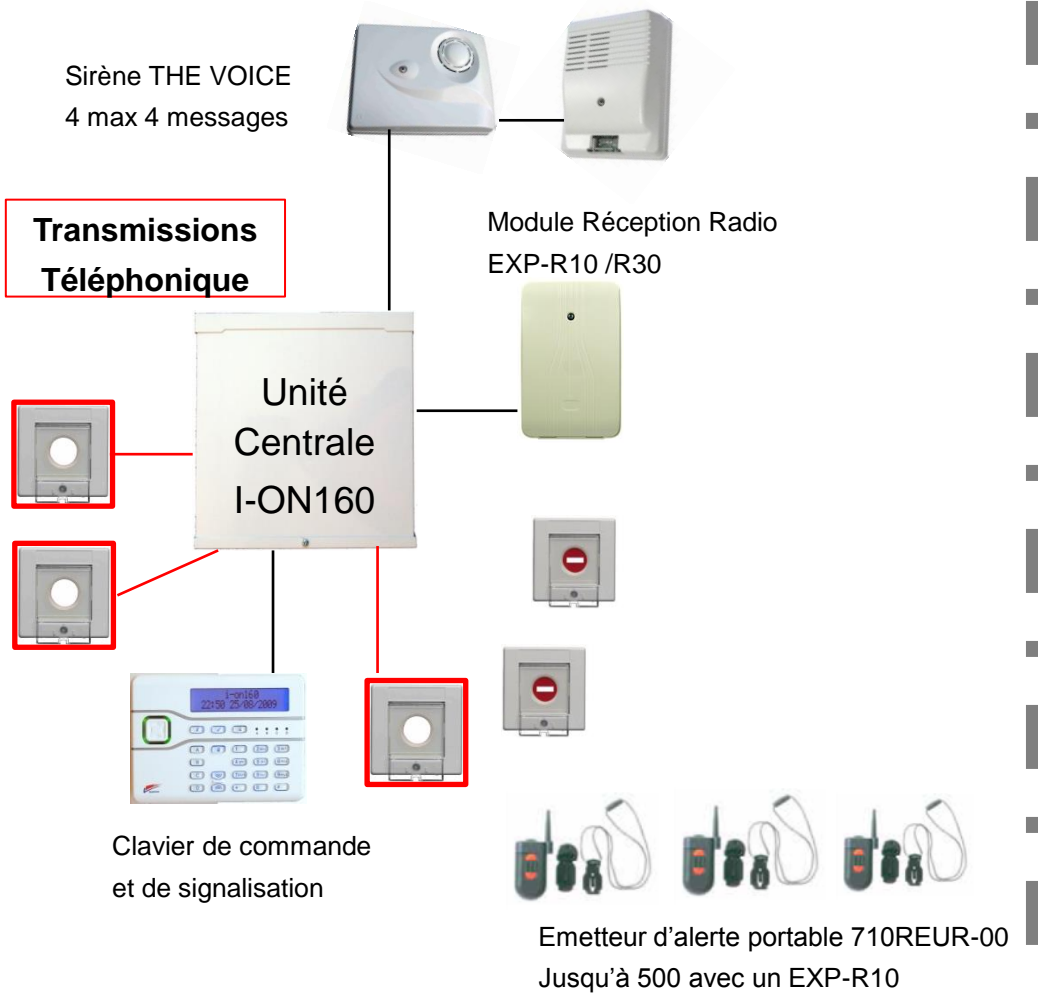 Sirène THE VOICE
4 max 4 messages
Transmissions
Téléphonique
Module Réception Radio
EXP-R10 /R30
Unité
Centrale
I-ON160
i-on160
22:50 25/08/2009
Clavier de commande
et de signalisation
Emetteur d’alerte portable 710REUR-00
Jusqu’à 500 avec un EXP-R10